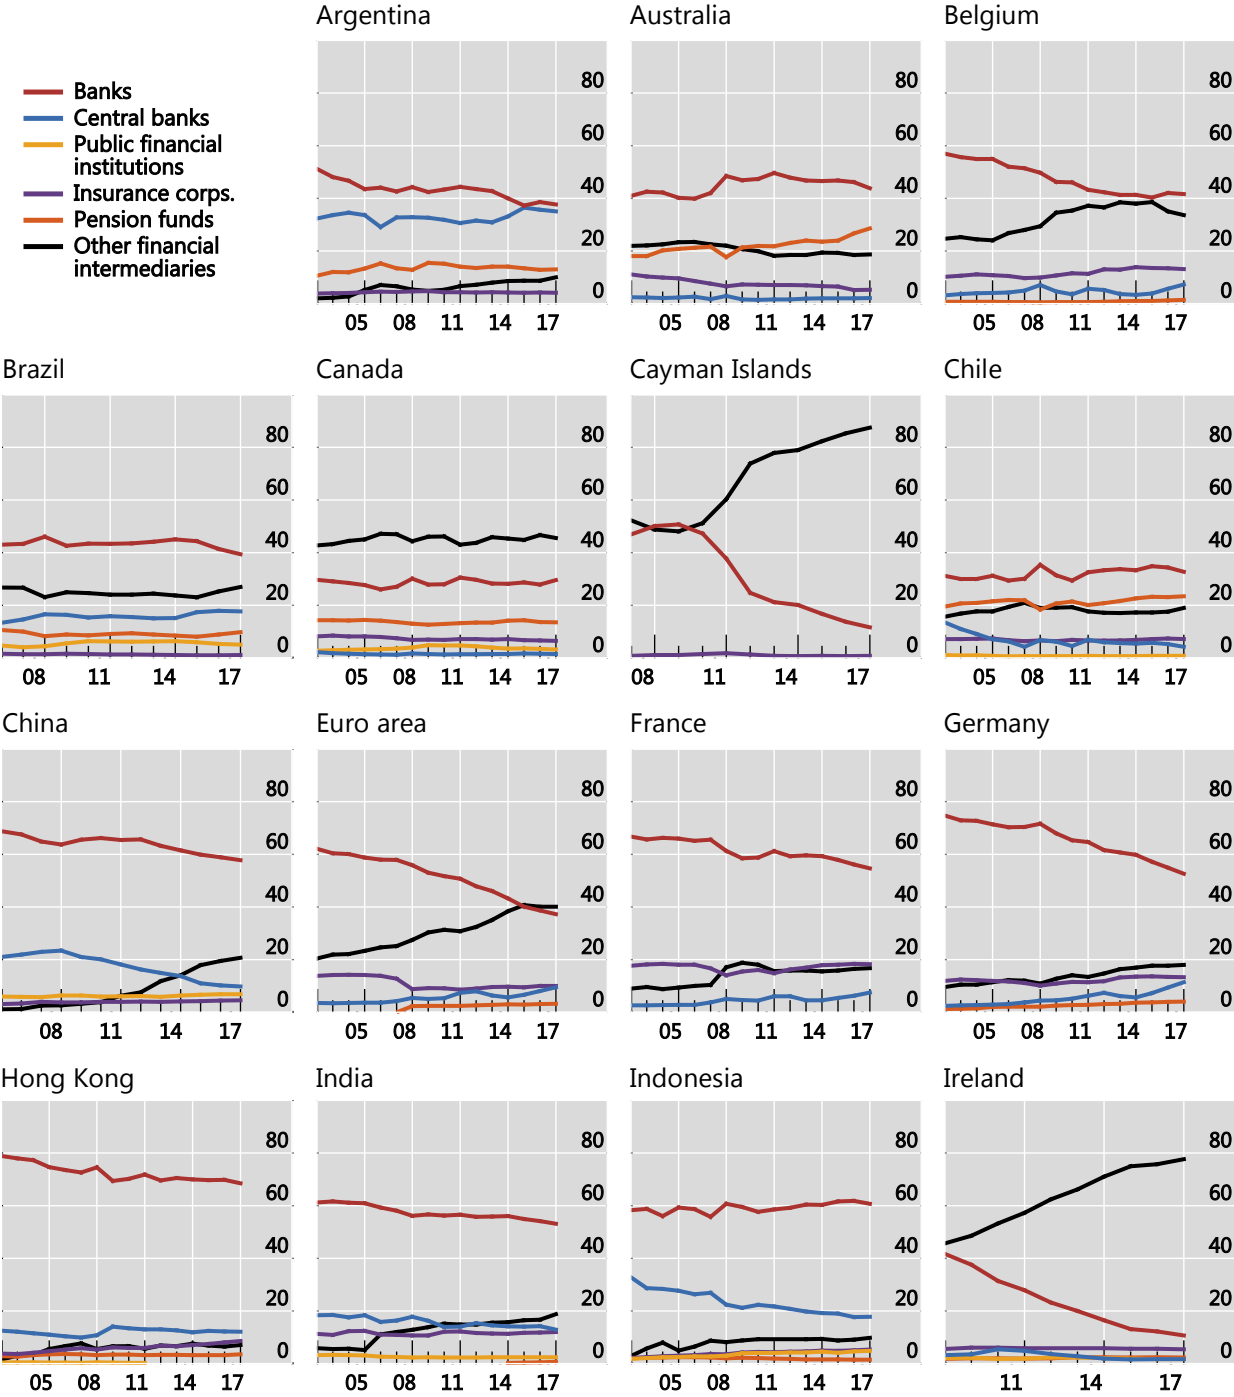 Argentina
Australia
Belgium
Banks
Central banks
Public financial
institutions
Insurance corps.
Pension funds
Other financial
intermediaries
80
60
40
20
0
05 08 11 14 17
80
60
40
20
0
05 08 11 14 17
80
60
40
20
0
05 08 11 14 17
Brazil
Canada
Cayman Islands
Chile
80
60
40
20
0
08 11 14 17
80
60
40
20
0
05 08 11 14 17
80
60
40
20
0
08 11 14 17
80
60
40
20
0
05 08 11 14 17
China
Euro area
France
Germany
80
60
40
20
0
08 11 14 17
80
60
40
20
0
05 08 11 14 17
80
60
40
20
0
05 08 11 14 17
80
60
40
20
0
05 08 11 14 17
Hong Kong
India
Indonesia
Ireland
80
60
40
20
0
05 08 11 14 17
80
60
40
20
0
05 08 11 14 17
80
60
40
20
0
05 08 11 14 17
80
60
40
20
0
11 14 17